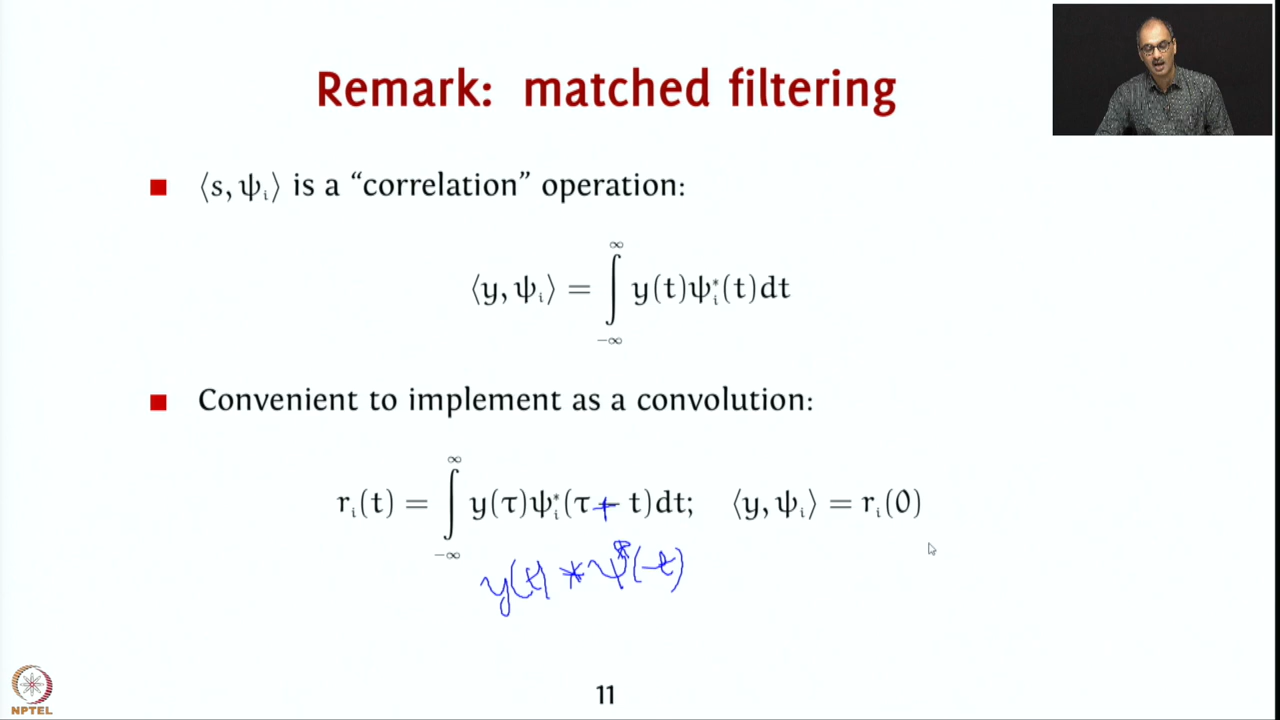 Remark: matched filtering
⟨s, ψᵢ⟩ is a “correlation” operation:
⟨y, ψᵢ⟩ = ∫_{−∞}^{∞} y(t)ψᵢ*(t)dt
Convenient to implement as a convolution:
rᵢ(t) = ∫_{−∞}^{∞} y(τ)ψᵢ*(τ + t)dt; ⟨y, ψᵢ⟩ = rᵢ(0)
y(t) * ψ*(-t)
NPTEL
11